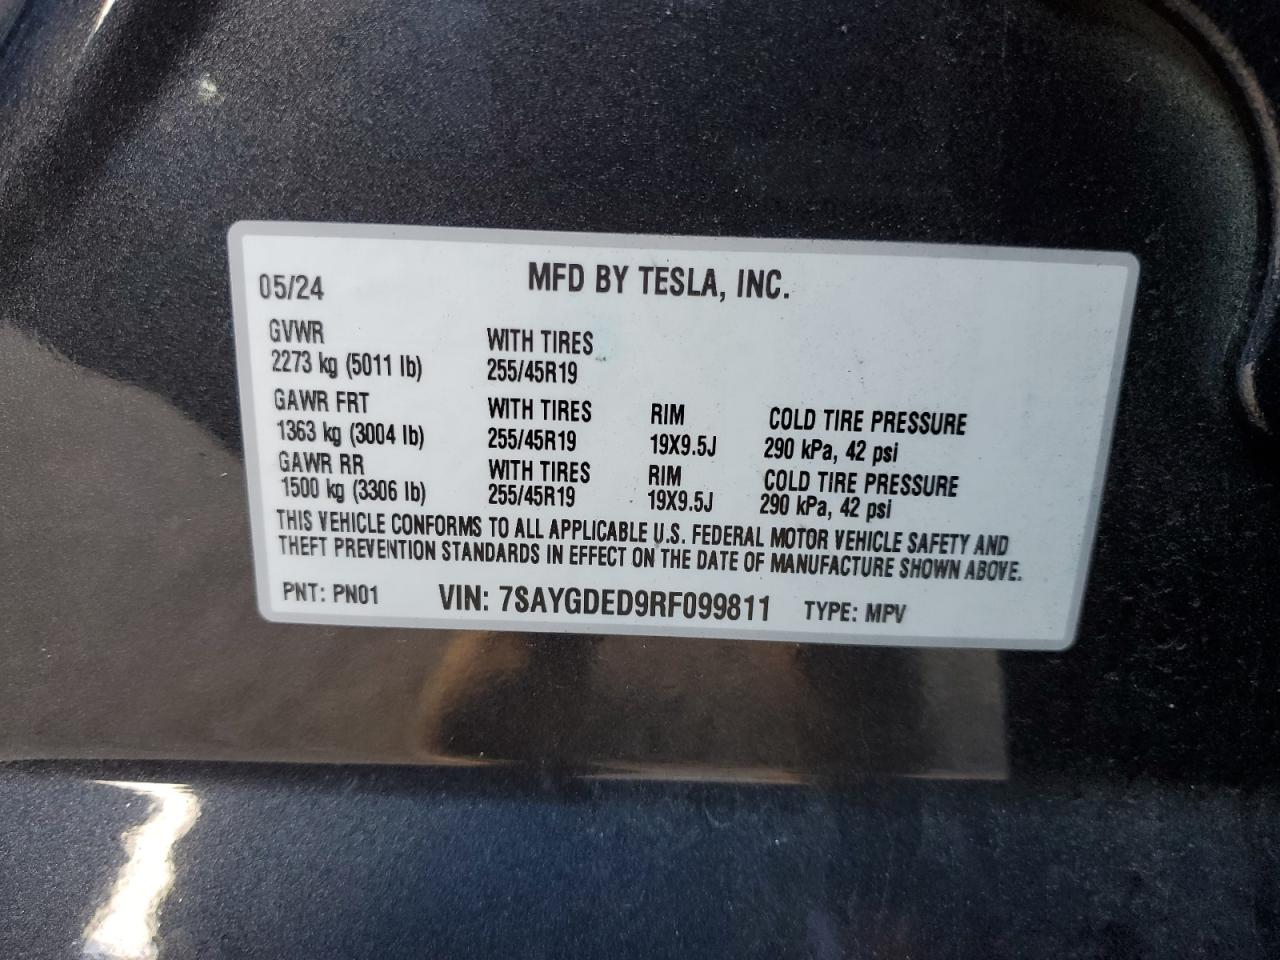 05/24 MFD BY TESLA, INC.
GVWR WITH TIRES
2273 kg (5011 lb) 255/45R19
GAWR FRT WITH TIRES RIM COLD TIRE PRESSURE
1363 kg (3004 lb) 255/45R19 19X9.5J 290 kPa, 42 psi
GAWR RR WITH TIRES RIM COLD TIRE PRESSURE
1500 kg (3306 lb) 255/45R19 19X9.5J 290 kPa, 42 psi
THIS VEHICLE CONFORMS TO ALL APPLICABLE U.S. FEDERAL MOTOR VEHICLE SAFETY AND
THEFT PREVENTION STANDARDS IN EFFECT ON THE DATE OF MANUFACTURE SHOWN ABOVE.
PNT: PN01 VIN: 7SAYGDED9RF099811 TYPE: MPV